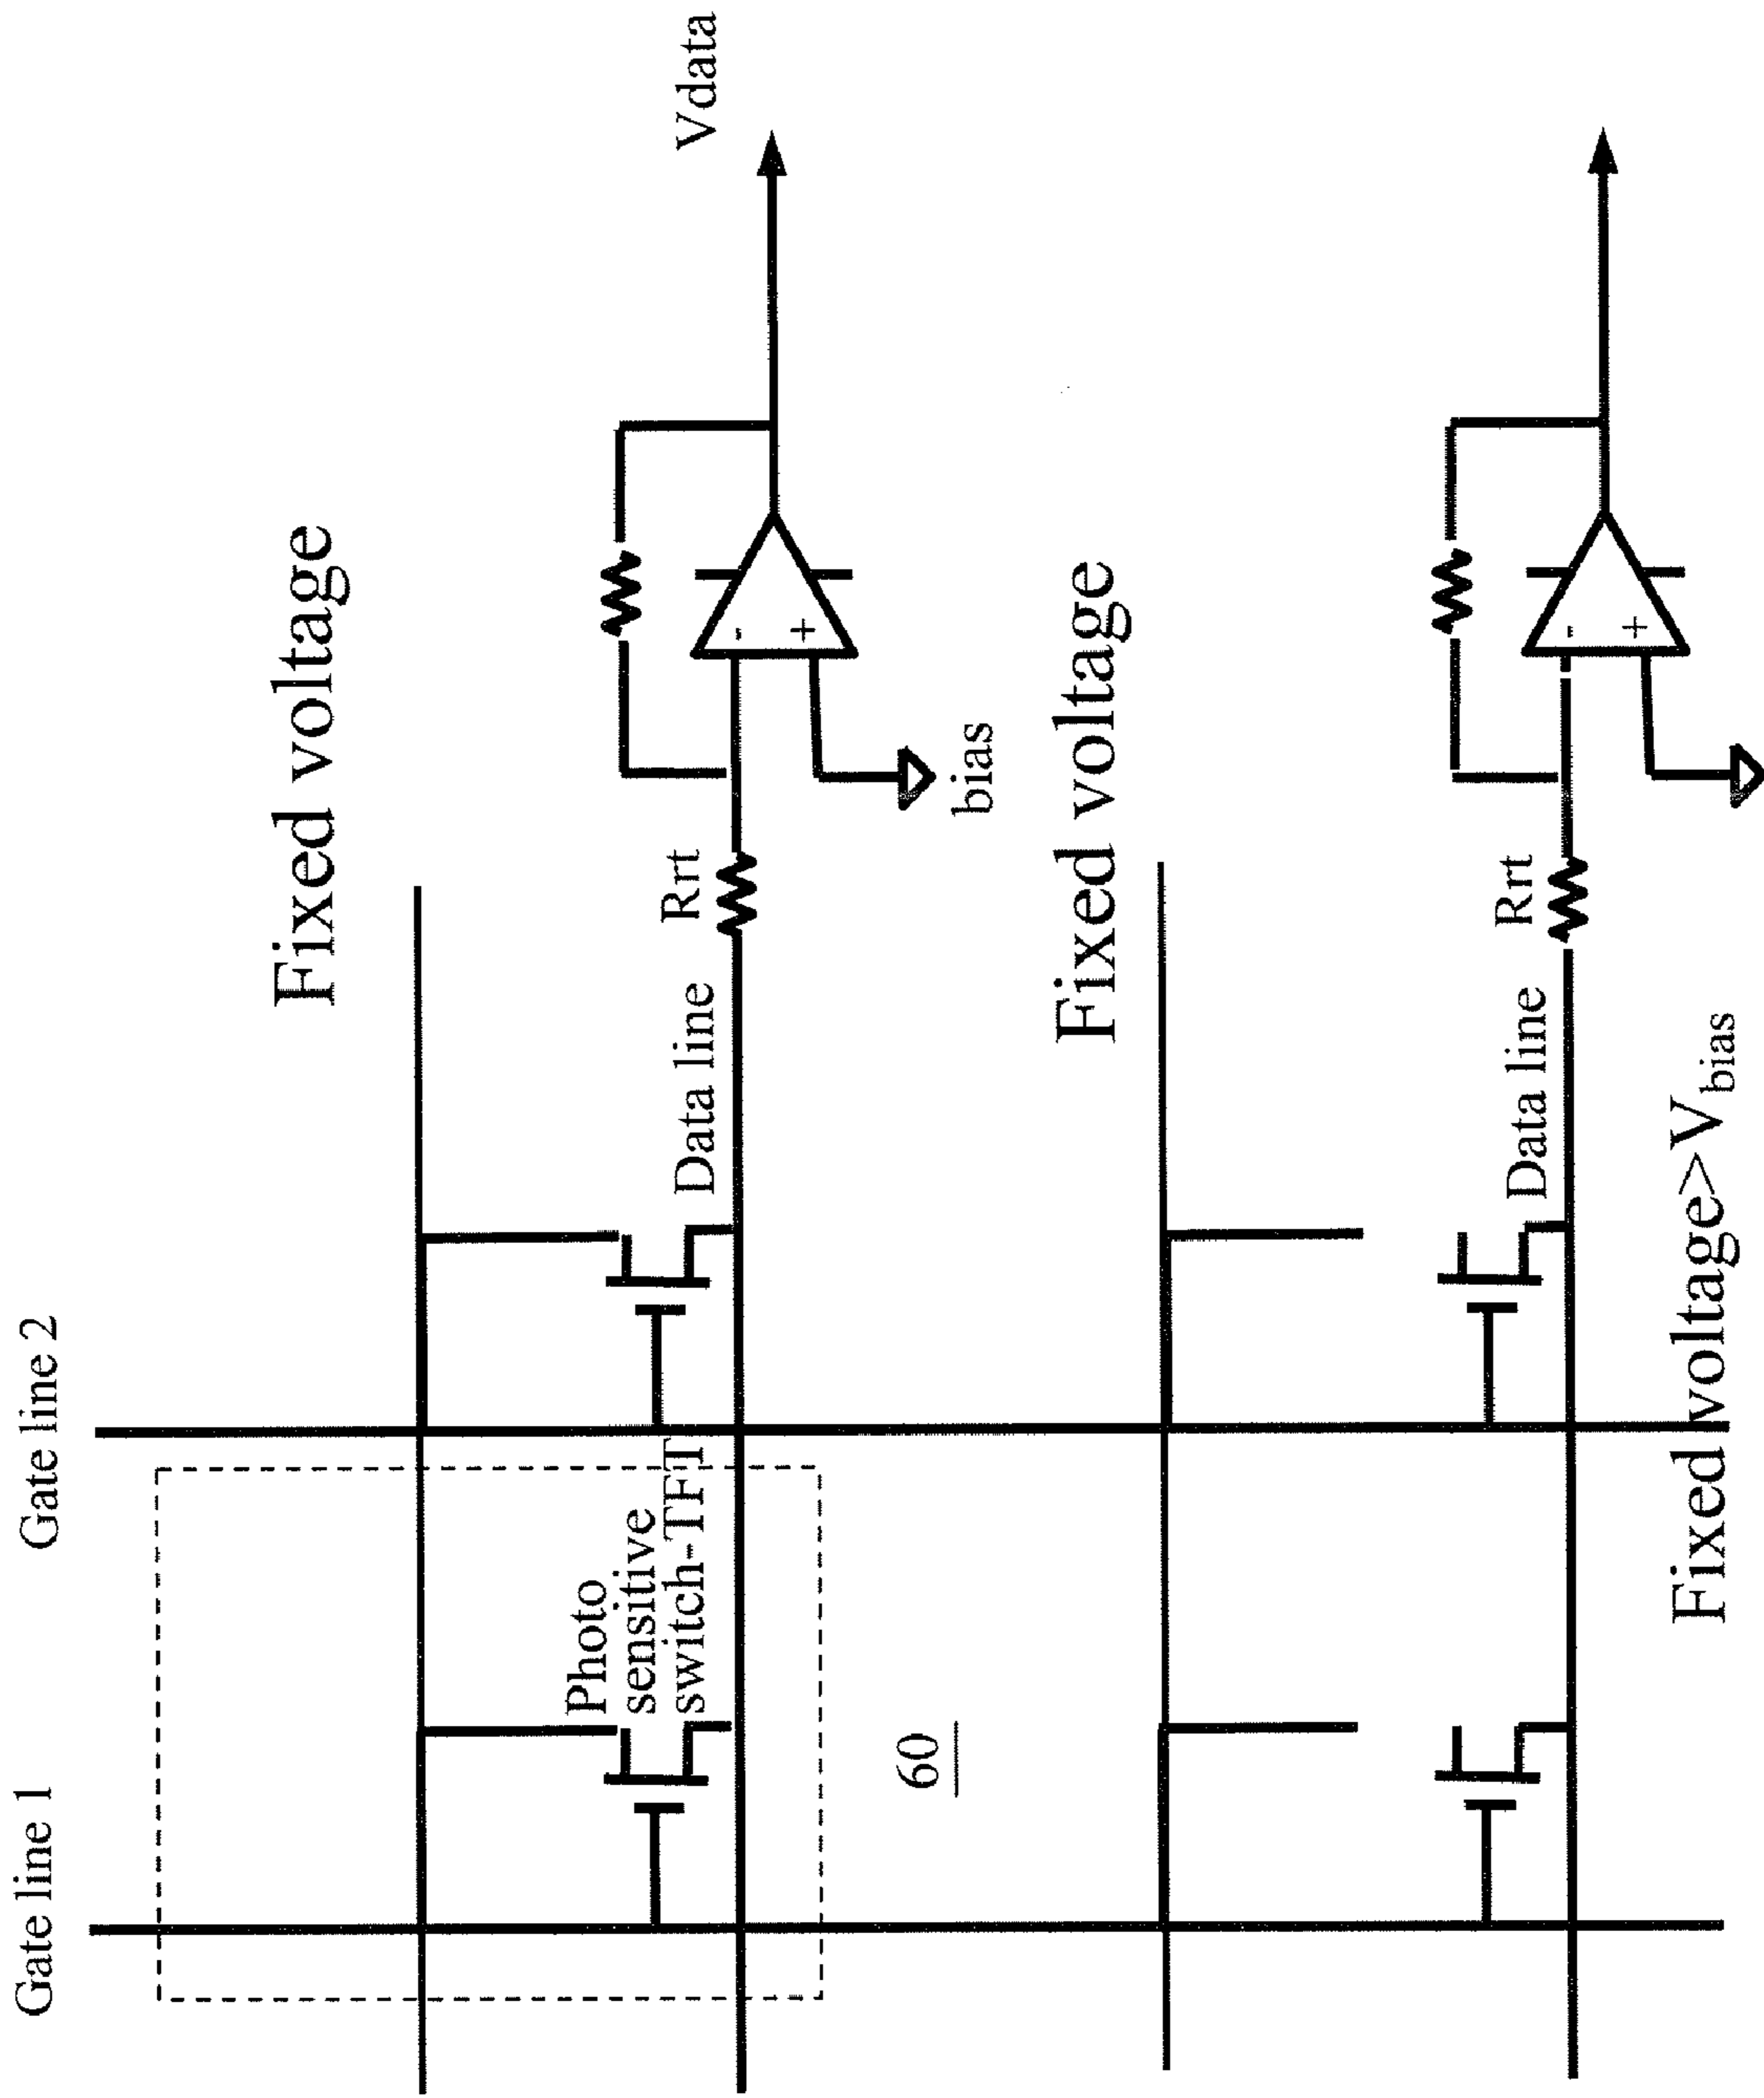 Gate line 1
Gate line 2
Photo
sensitive
switch-TFT
Data line
Rrt
Fixed voltage
-
+
bias
Vdata
60
Data line
Rrt
Fixed voltage
-
+
Fixed voltage>Vbias